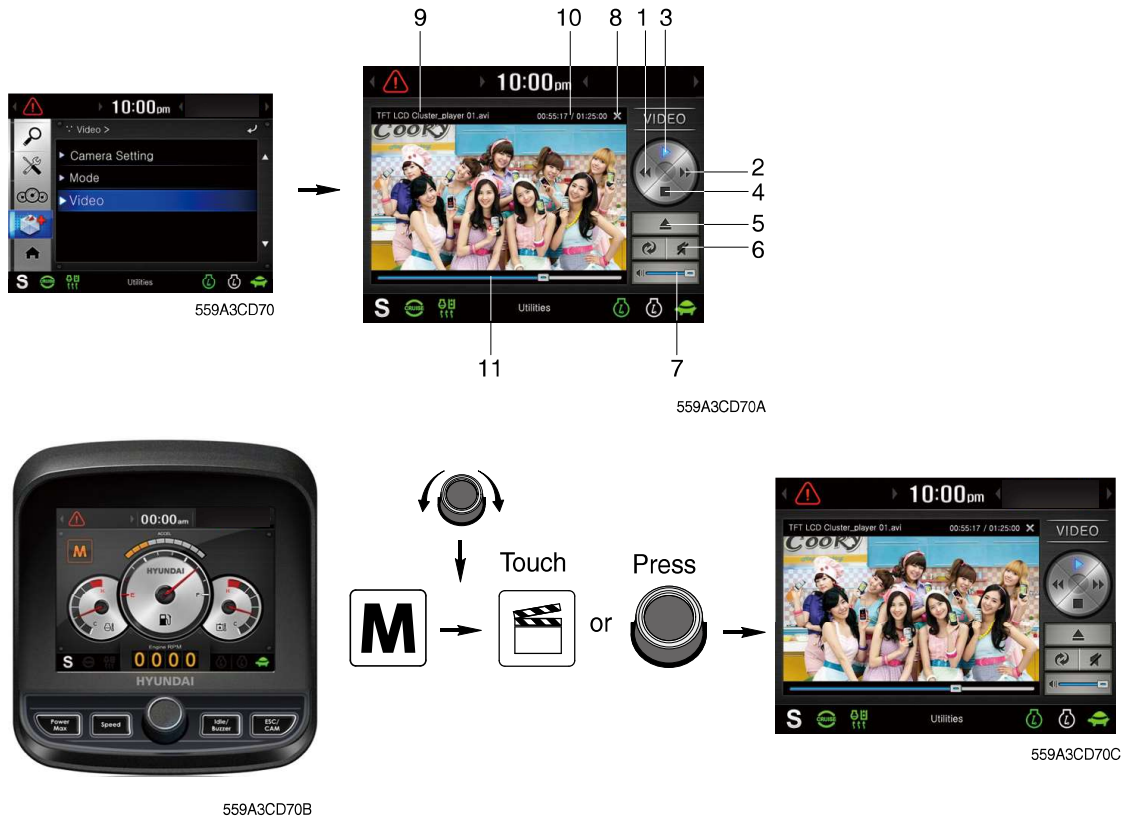 9 10 8 1 3
10:00pm
Video >
Camera Setting
Mode
Video
S CRUISE Utilities
559A3CD70
10:00pm
TFT LCD Cluster_player 01.avi 00:55:17 / 01:25:00
VIDEO
Cooky
2
4
5
6
S CRUISE Utilities
11 7
559A3CD70A
00:00am
M
ACCEL
HYUNDAI
E F
H H
C C
Engine RPM
0000
S
HYUNDAI
Power Max
Speed
Idle/ Buzzer
ESC/ CAM
559A3CD70B
Touch Press
M or
10:00pm
TFT LCD Cluster_player 01.avi 00:55:17 / 01:25:00
VIDEO
Cooky
S CRUISE Utilities
559A3CD70C